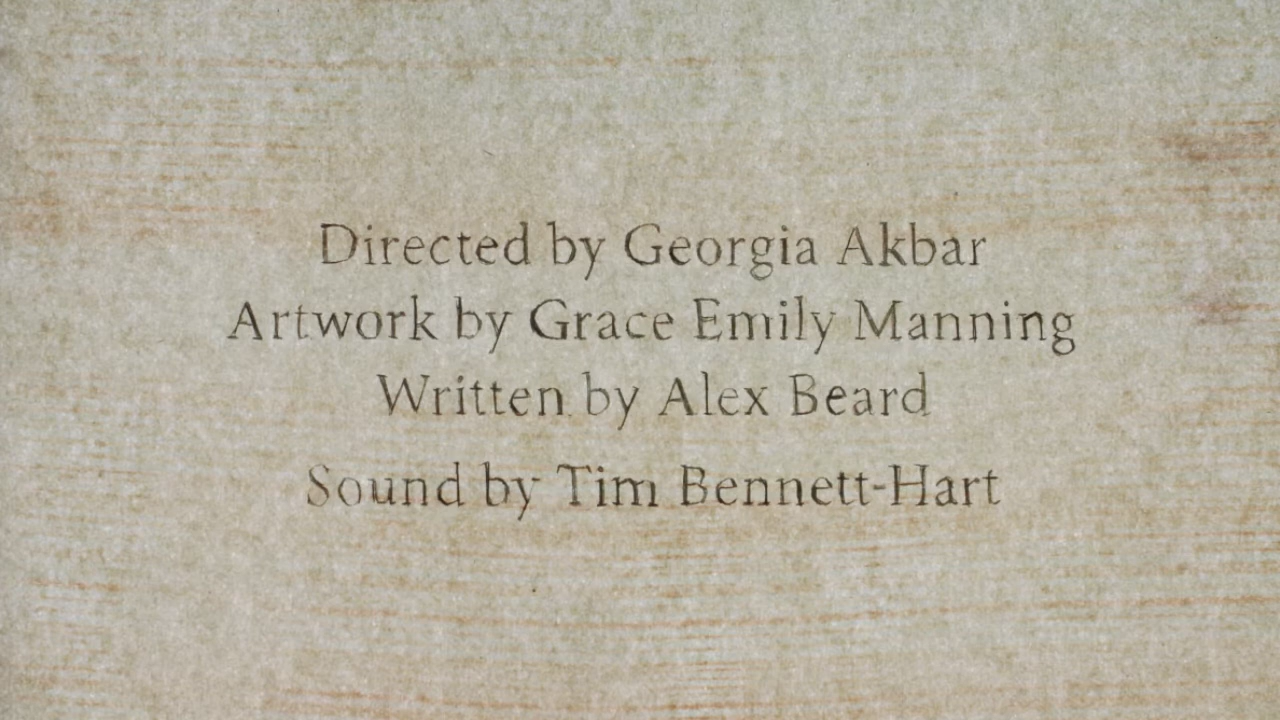 Directed by Georgia Akbar
Artwork by Grace Emily Manning
Written by Alex Beard
Sound by Tim Bennett-Hart